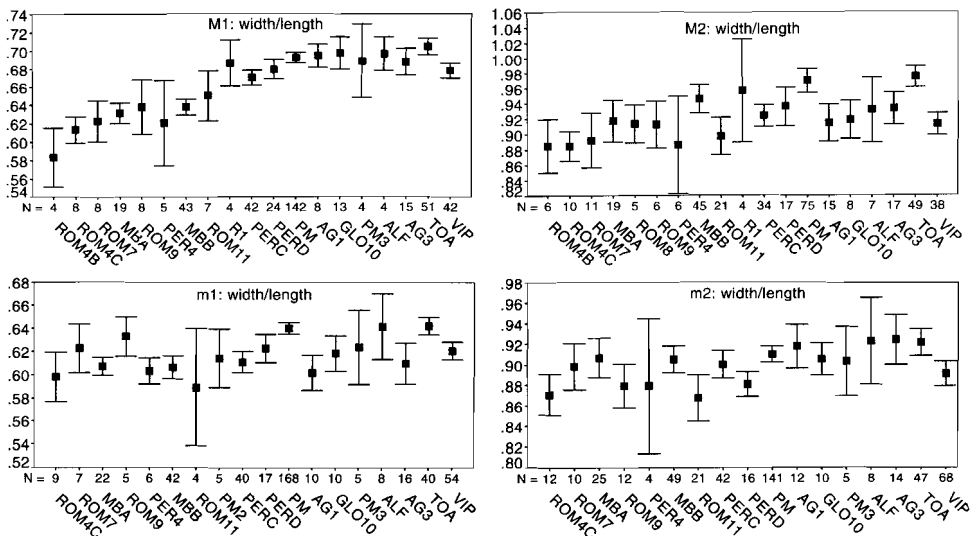 M1: width/length
.74
.72
.70
.68
.66
.64
.62
.60
.58
.56
.54
N = 4 8 8 19 8 5 43 7 4 42 24 142 8 13 4 4 15 51 42
ROM4B
ROM4C
ROM7
MBA
ROM9
PER4
MBB
ROM11
R1
PERC
PERD
PM
AG1
GLO10
PM3
ALF
AG3
TOA
VIP
M2: width/length
1.06
1.04
1.02
1.00
.98
.96
.94
.92
.90
.88
.86
.84
.82
N = 6 10 11 19 5 6 6 45 21 4 34 17 75 15 8 7 17 49 38
ROM4B
ROM4C
ROM7
MBA
ROM8
ROM9
PER4
MBB
ROM11
R1
PERC
PERD
PM
AG1
GLO10
ALF
AG3
TOA
VIP
m1: width/length
.68
.66
.64
.62
.60
.58
.56
.54
.52
N = 9 7 22 5 6 42 4 5 40 17 168 10 10 5 8 16 40 54
ROM4C
ROM7
MBA
ROM9
PER4
MBB
ROM11
PM2
PERC
PERD
PM
AG1
GLO10
PM3
ALF
AG3
TOA
VIP
m2: width/length
.98
.96
.94
.92
.90
.88
.86
.84
.82
.80
N = 12 10 25 12 4 49 21 42 16 141 12 10 5 8 14 47 68
ROM4C
ROM7
MBA
ROM9
PER4
MBB
ROM11
PERC
PERD
PM
AG1
GLO10
PM3
ALF
AG3
TOA
VIP